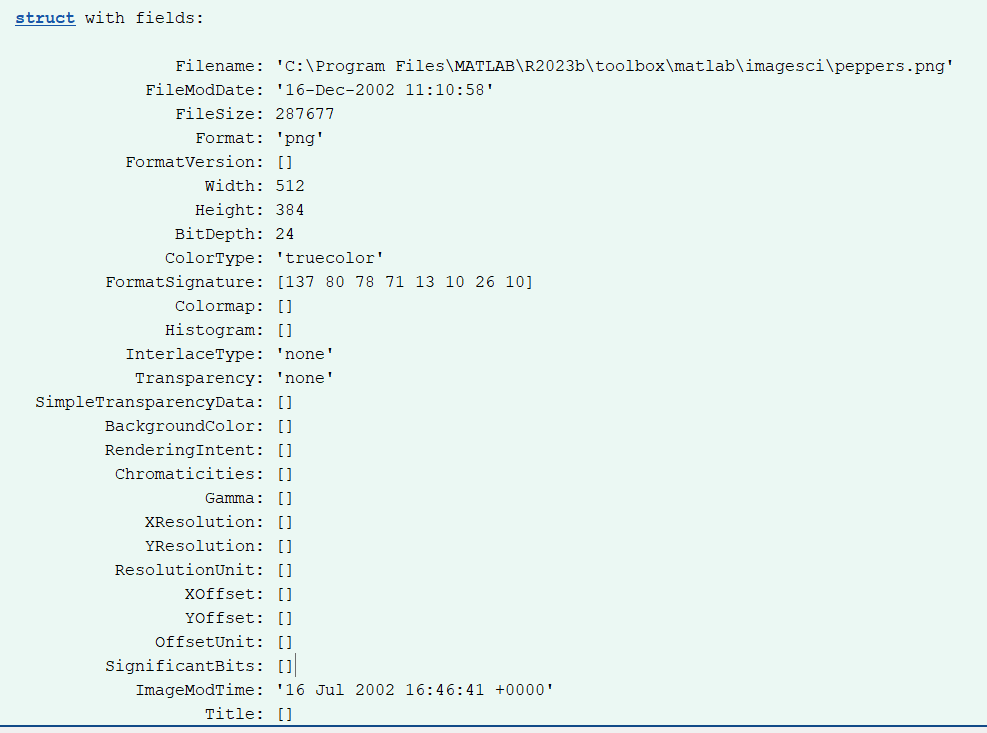 struct with fields:
Filename: 'C:\Program Files\MATLAB\R2023b\toolbox\matlab\imagesci\peppers.png'
FileModDate: '16-Dec-2002 11:10:58'
FileSize: 287677
Format: 'png'
FormatVersion: []
Width: 512
Height: 384
BitDepth: 24
ColorType: 'truecolor'
FormatSignature: [137 80 78 71 13 10 26 10]
Colormap: []
Histogram: []
InterlaceType: 'none'
Transparency: 'none'
SimpleTransparencyData: []
BackgroundColor: []
RenderingIntent: []
Chromaticities: []
Gamma: []
XResolution: []
YResolution: []
ResolutionUnit: []
XOffset: []
YOffset: []
OffsetUnit: []
SignificantBits: []
ImageModTime: '16 Jul 2002 16:46:41 +0000'
Title: []